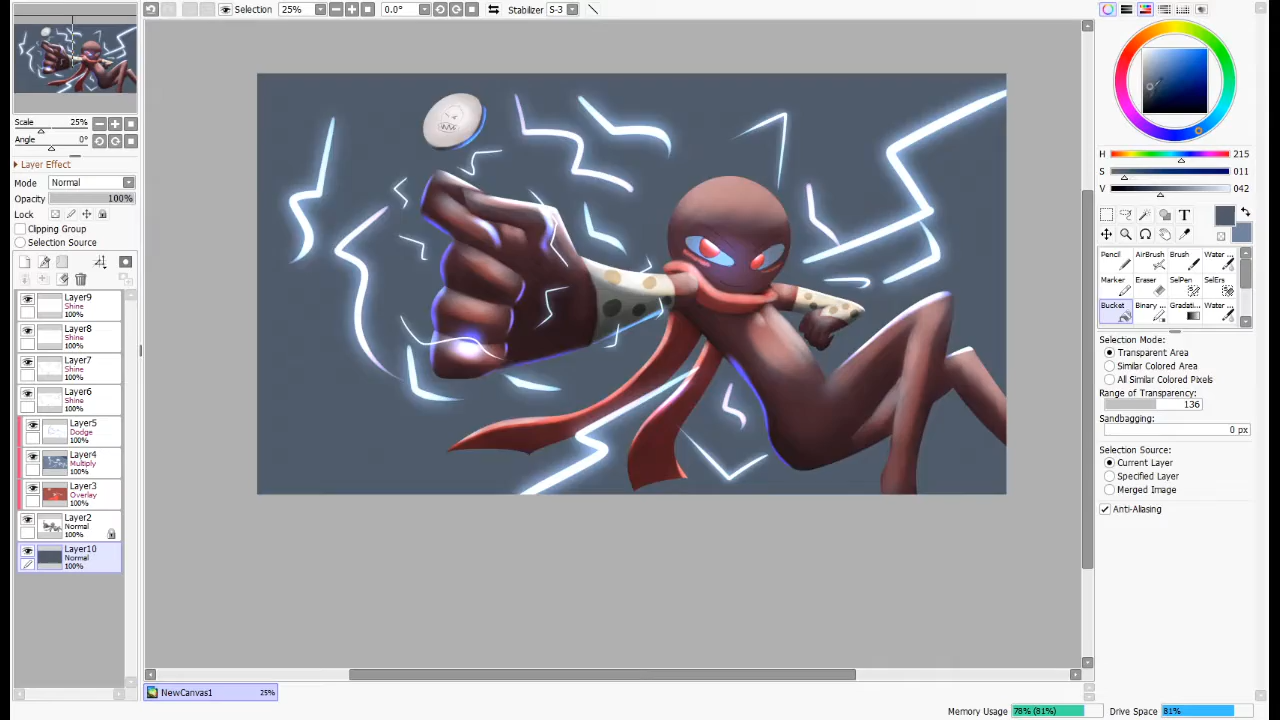 Selection 25% 0.0° Stabilizer S-3
Scale 25%
Angle 0°
Layer Effect
Mode Normal
Opacity 100%
Lock
Clipping Group
Selection Source
Layer9
Shine
100%
Layer8
Shine
100%
Layer7
Shine
100%
Layer6
Shine
100%
Layer5
Dodge
100%
Layer4
Multiply
100%
Layer3
Overlay
100%
Layer2
Normal
100%
Layer10
Normal
100%
NewCanvas1 25%
H 215
S 011
V 042
T
Pencil AirBrush Brush Water ...
Marker Eraser SelPen SelErs
Bucket Binary ... Gradati... Water ...
Selection Mode:
Transparent Area
Similar Colored Area
All Similar Colored Pixels
Range of Transparency:
136
Sandbagging:
0 px
Selection Source:
Current Layer
Specified Layer
Merged Image
Anti-Aliasing
Memory Usage 78% (81%) Drive Space 81%